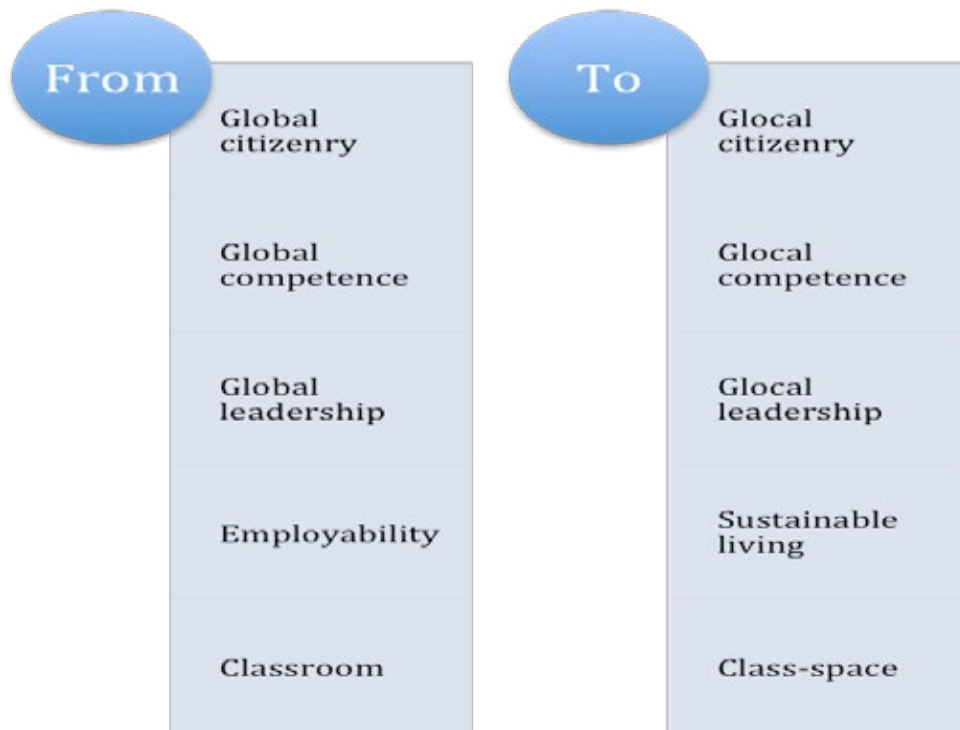 From
Global
citizenry
Global
competence
Global
leadership
Employability
Classroom
To
Glocal
citizenry
Glocal
competence
Glocal
leadership
Sustainable
living
Class-space